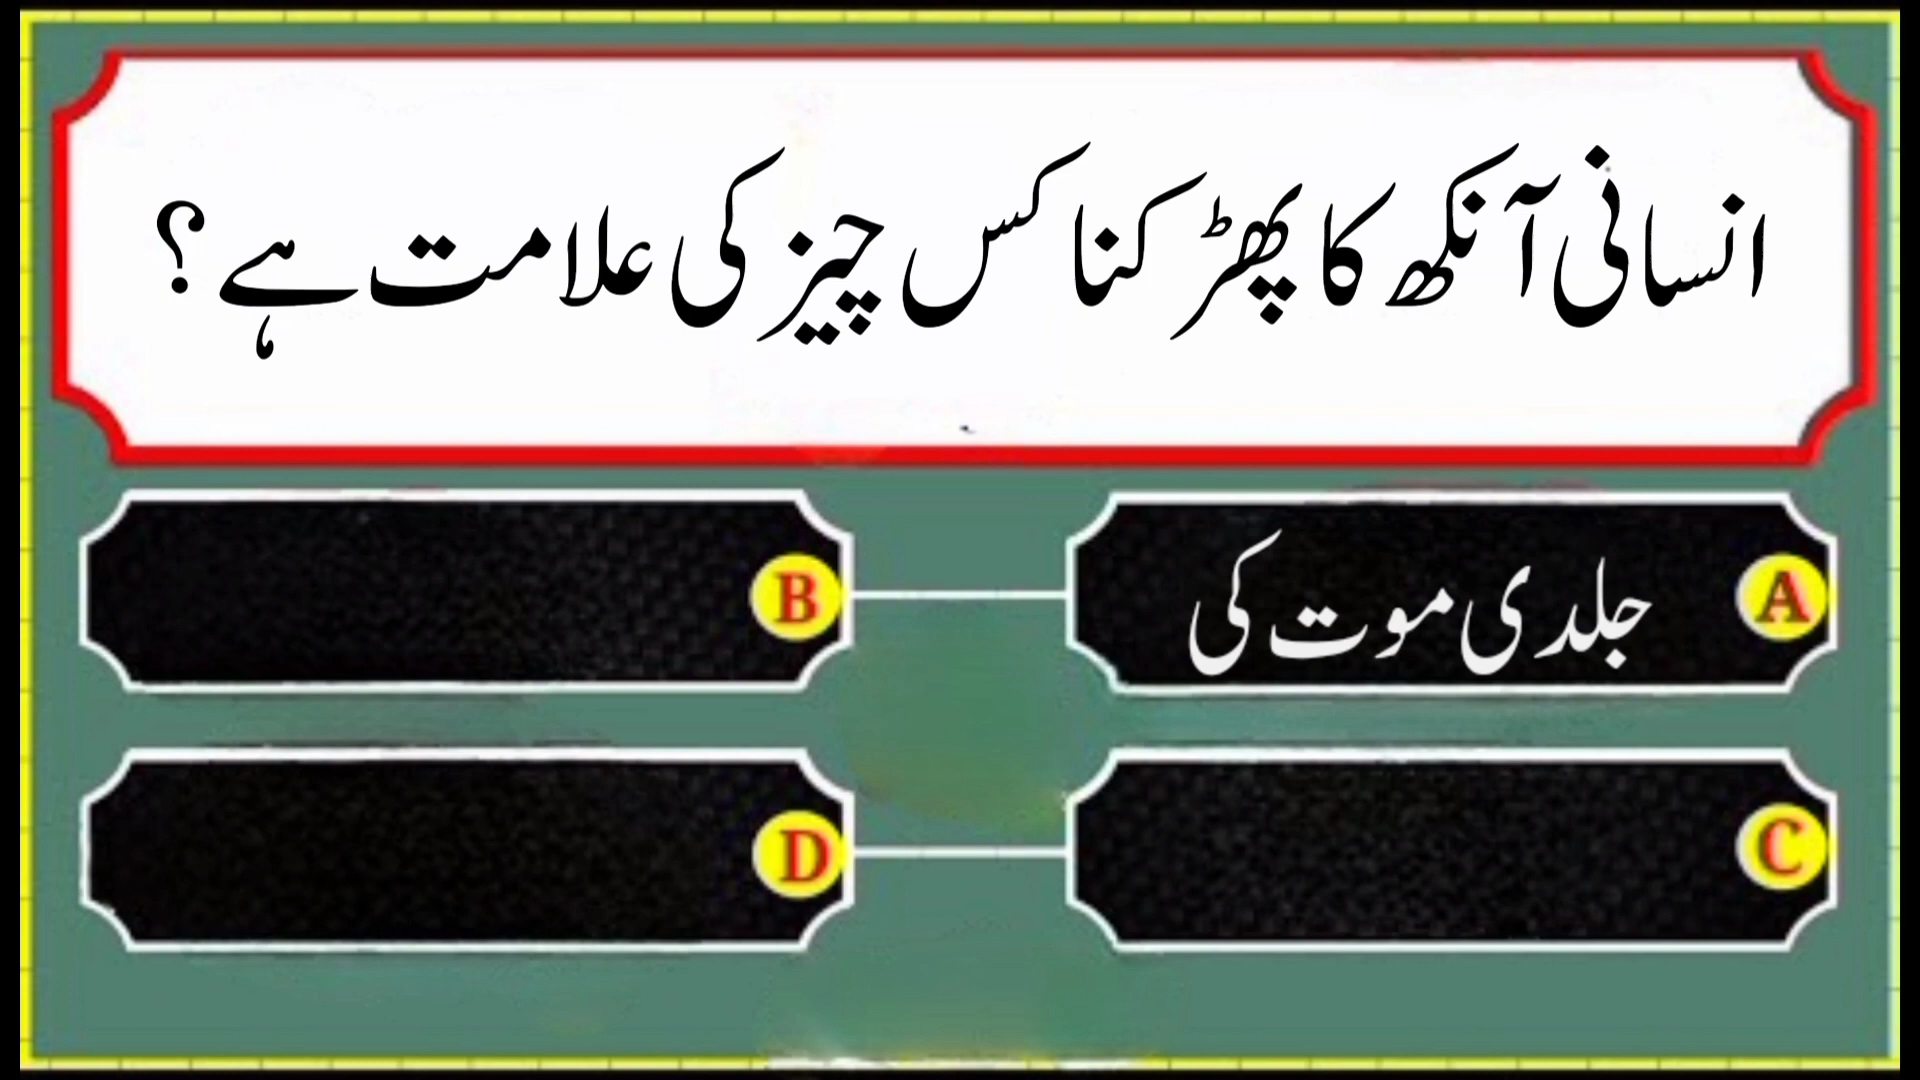 انسانی آنکھ کا پھڑکنا کس چیز کی علامت ہے؟
A جلدی موت کی
B
C
D